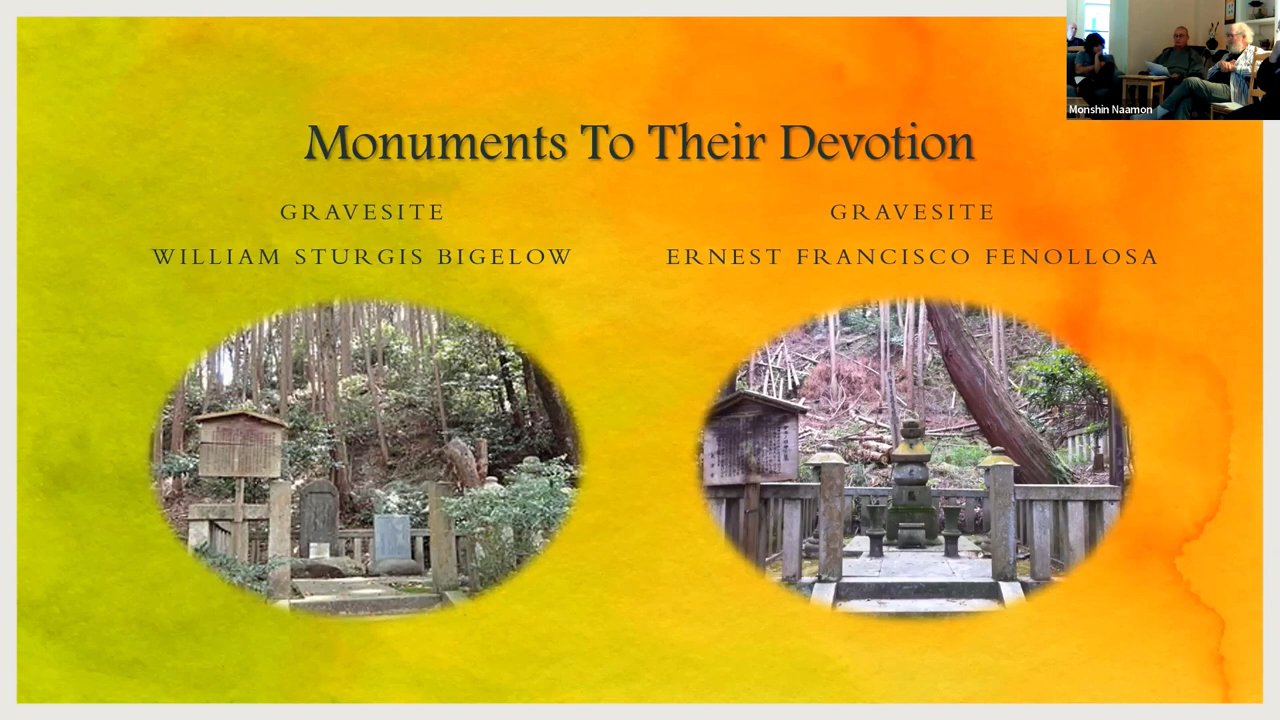 Monuments To Their Devotion
GRAVESITE
WILLIAM STURGIS BIGELOW
GRAVESITE
ERNEST FRANCISCO FENOLLOSA
Monshin Naamon